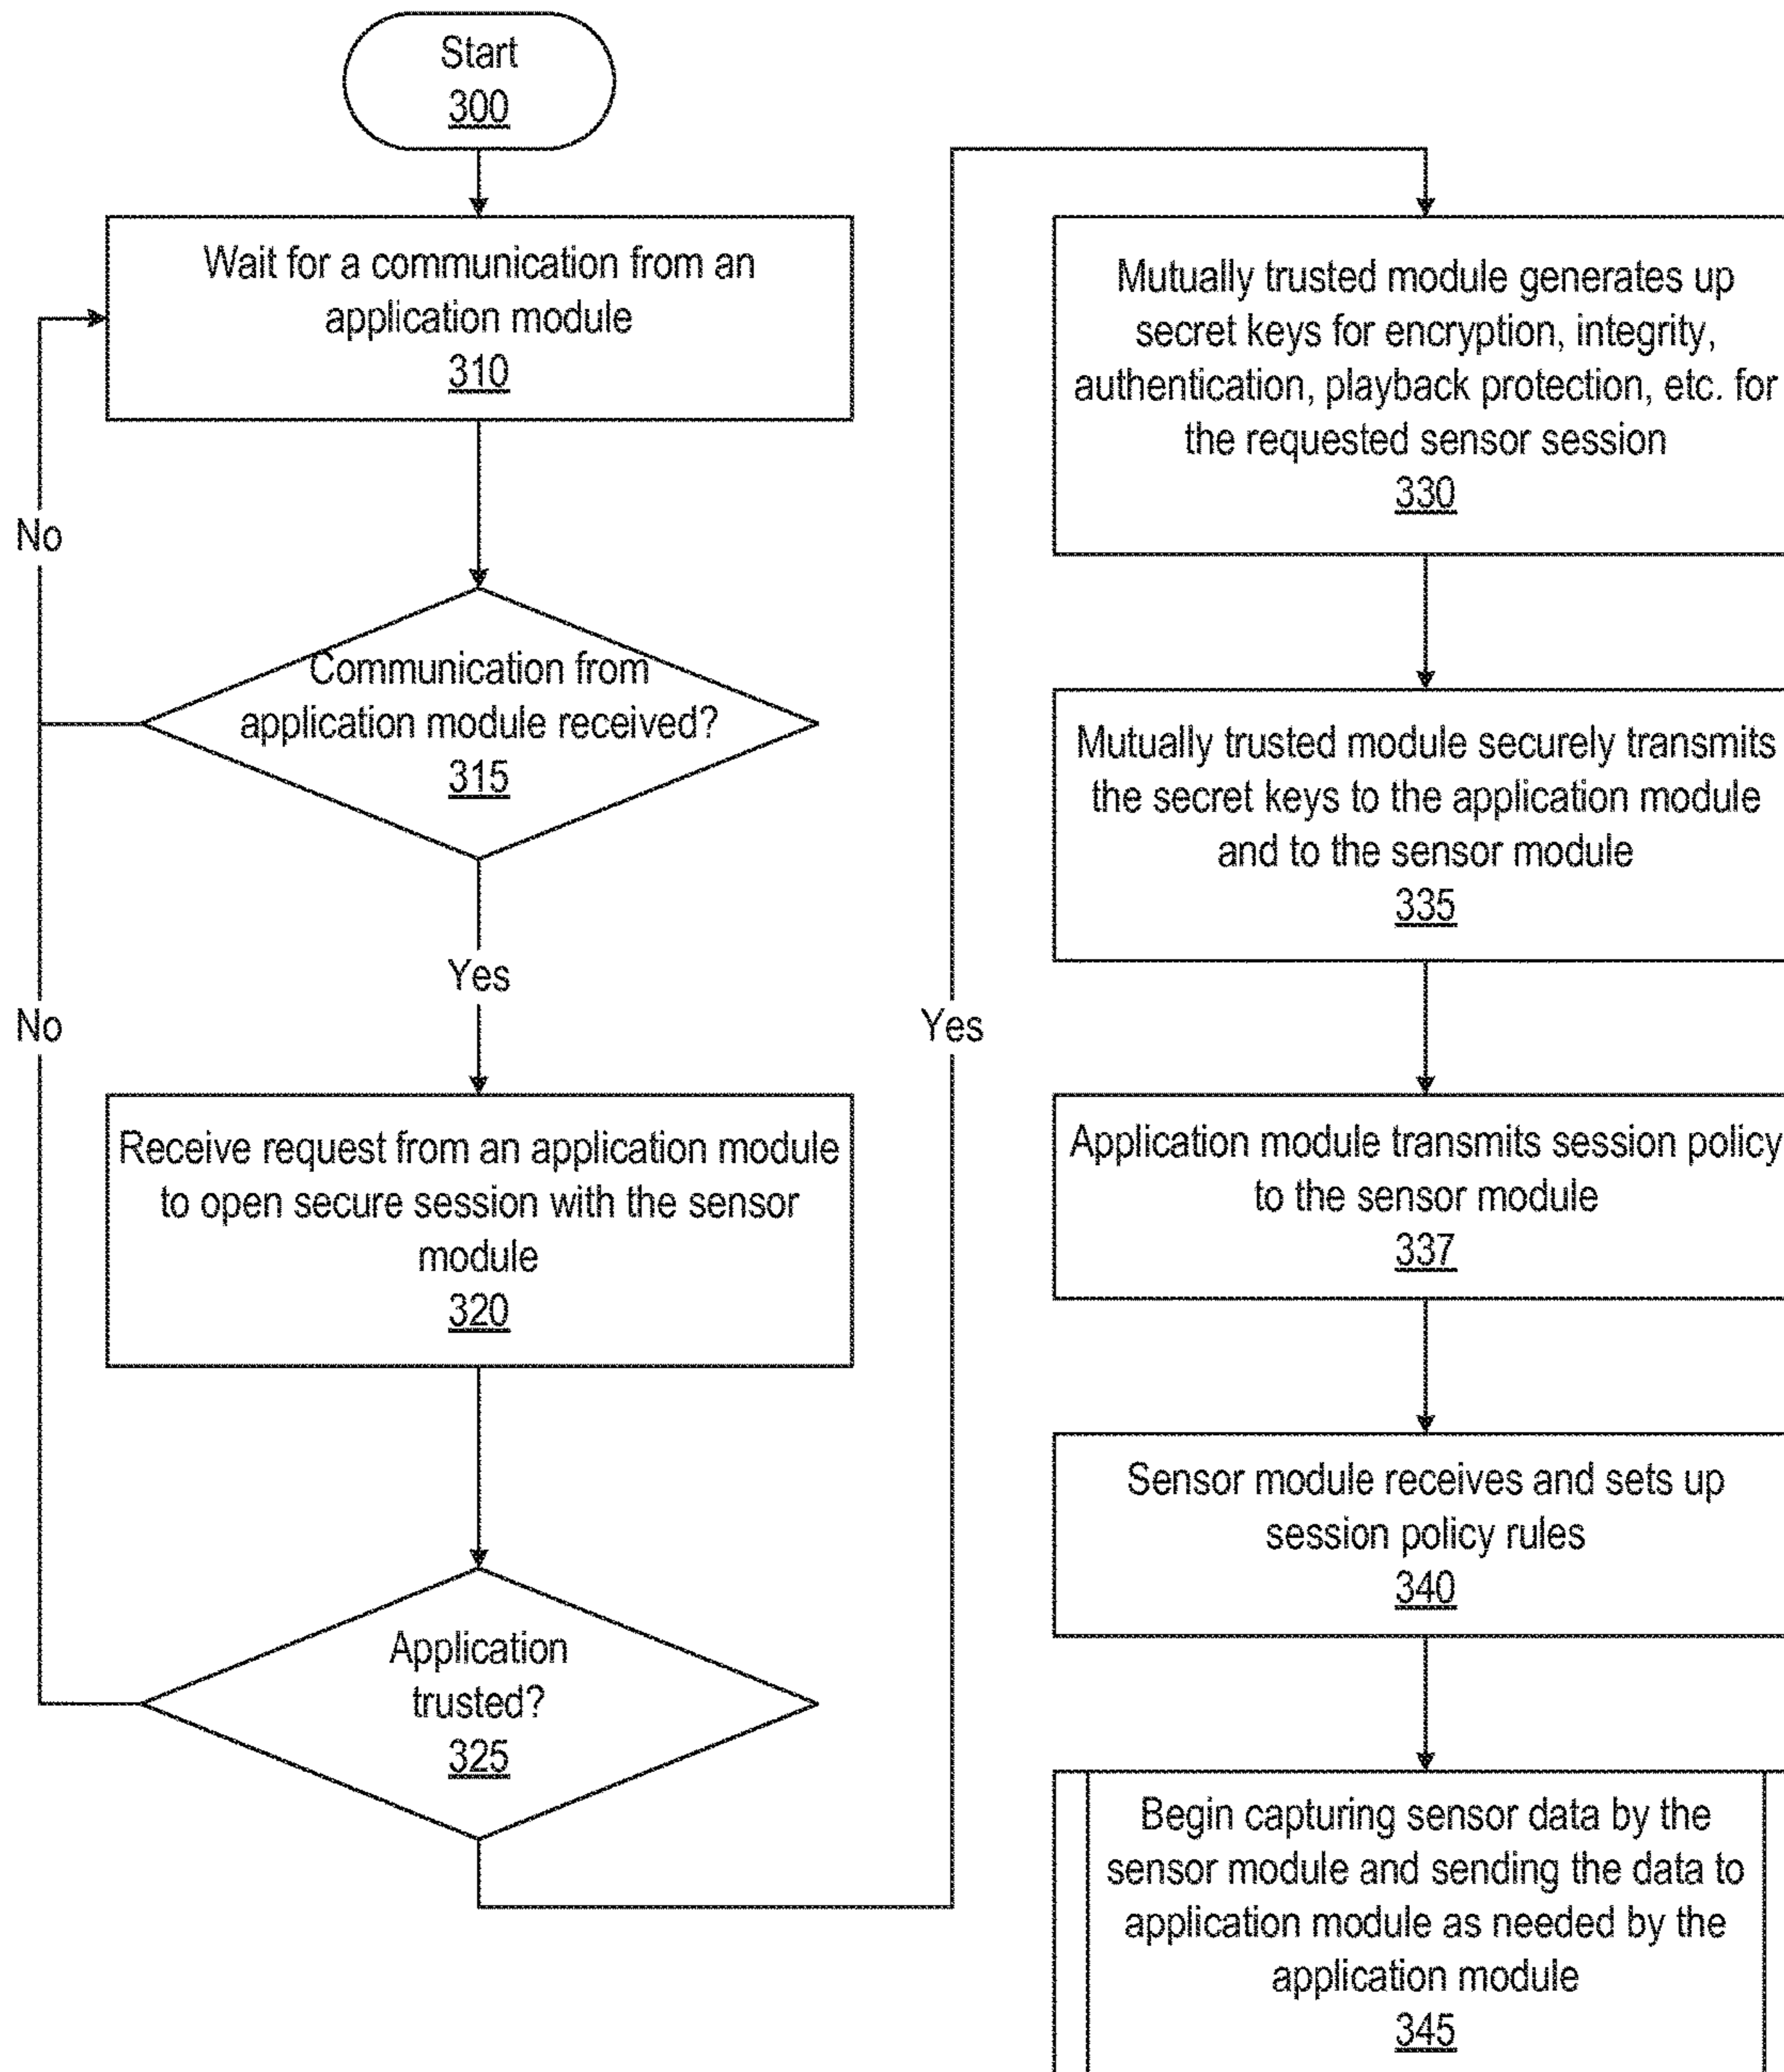 Start
300
Wait for a communication from an
application module
310
No
Communication from
application module received?
315
Yes
No
Receive request from an application module
to open secure session with the sensor
module
320
Application
trusted?
325
Yes
Mutually trusted module generates up
secret keys for encryption, integrity,
authentication, playback protection, etc. for
the requested sensor session
330
Mutually trusted module securely transmits
the secret keys to the application module
and to the sensor module
335
Application module transmits session policy
to the sensor module
337
Sensor module receives and sets up
session policy rules
340
Begin capturing sensor data by the
sensor module and sending the data to
application module as needed by the
application module
345